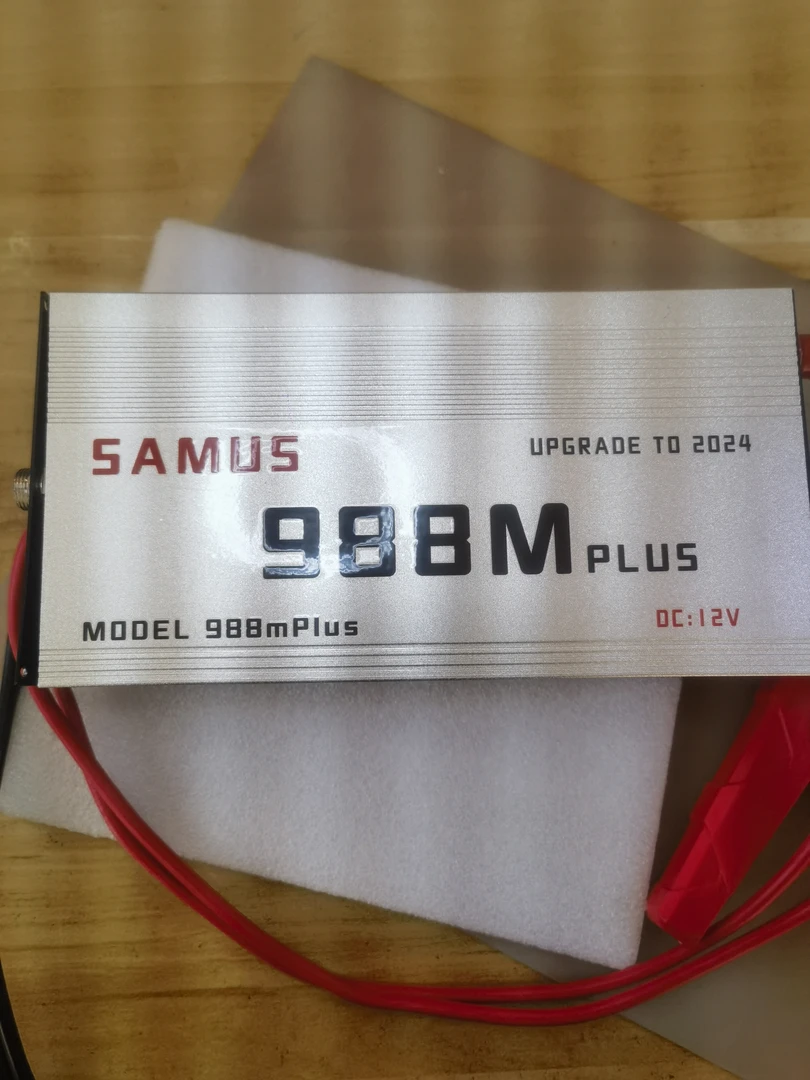 SAMUS
UPGRADE TO 2024
988M PLUS
MODEL 988mPlus
DC:12V